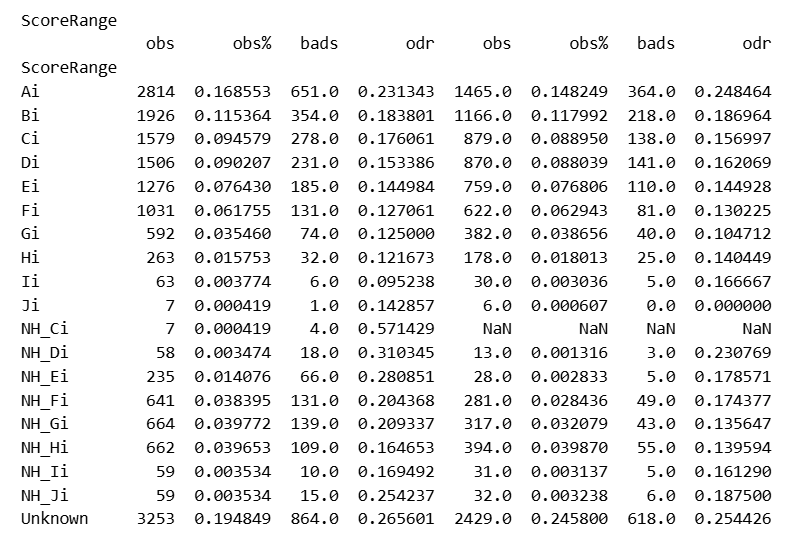 ScoreRange
obs obs% bads odr obs obs% bads odr
ScoreRange
Ai 2814 0.168553 651.0 0.231343 1465.0 0.148249 364.0 0.248464
Bi 1926 0.115364 354.0 0.183801 1166.0 0.117992 218.0 0.186964
Ci 1579 0.094579 278.0 0.176061 879.0 0.088950 138.0 0.156997
Di 1506 0.090207 231.0 0.153386 870.0 0.088039 141.0 0.162069
Ei 1276 0.076430 185.0 0.144984 759.0 0.076806 110.0 0.144928
Fi 1031 0.061755 131.0 0.127061 622.0 0.062943 81.0 0.130225
Gi 592 0.035460 74.0 0.125000 382.0 0.038656 40.0 0.104712
Hi 263 0.015753 32.0 0.121673 178.0 0.018013 25.0 0.140449
Ii 63 0.003774 6.0 0.095238 30.0 0.003036 5.0 0.166667
Ji 7 0.000419 1.0 0.142857 6.0 0.000607 0.0 0.000000
NH_Ci 7 0.000419 4.0 0.571429 NaN NaN NaN NaN
NH_Di 58 0.003474 18.0 0.310345 13.0 0.001316 3.0 0.230769
NH_Ei 235 0.014076 66.0 0.280851 28.0 0.002833 5.0 0.178571
NH_Fi 641 0.038395 131.0 0.204368 281.0 0.028436 49.0 0.174377
NH_Gi 664 0.039772 139.0 0.209337 317.0 0.032079 43.0 0.135647
NH_Hi 662 0.039653 109.0 0.164653 394.0 0.039870 55.0 0.139594
NH_Ii 59 0.003534 10.0 0.169492 31.0 0.003137 5.0 0.161290
NH_Ji 59 0.003534 15.0 0.254237 32.0 0.003238 6.0 0.187500
Unknown 3253 0.194849 864.0 0.265601 2429.0 0.245800 618.0 0.254426